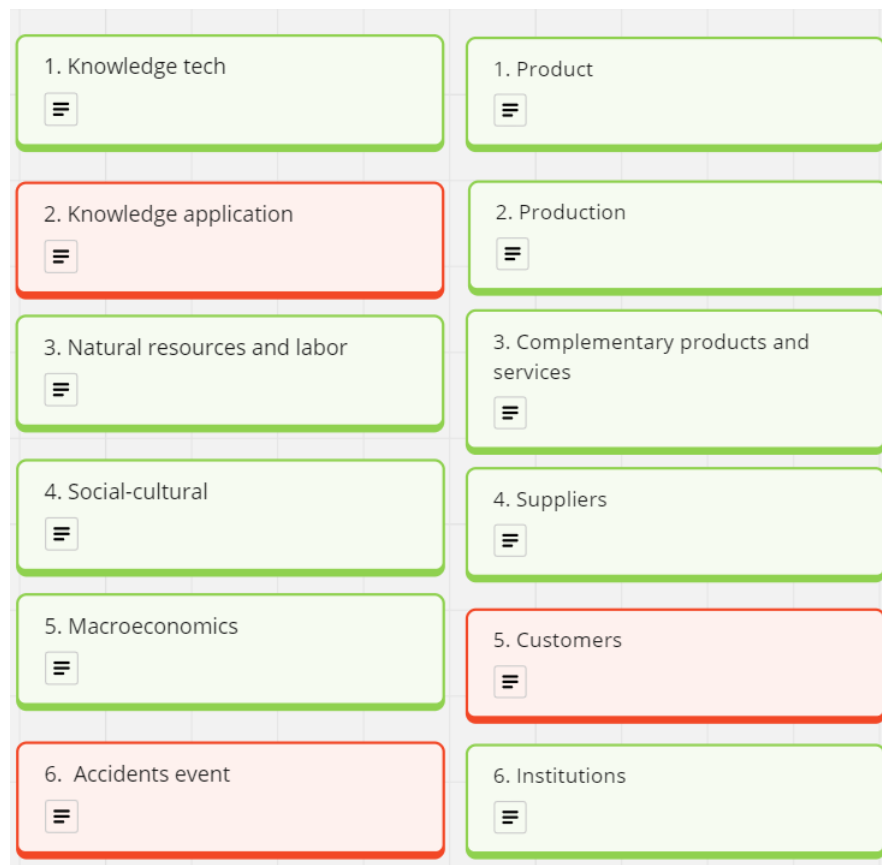 1. Knowledge tech
2. Knowledge application
3. Natural resources and labor
4. Social-cultural
5. Macroeconomics
6.  Accidents event
1. Product
2. Production
3. Complementary products and
services
4. Suppliers
5. Customers
6. Institutions